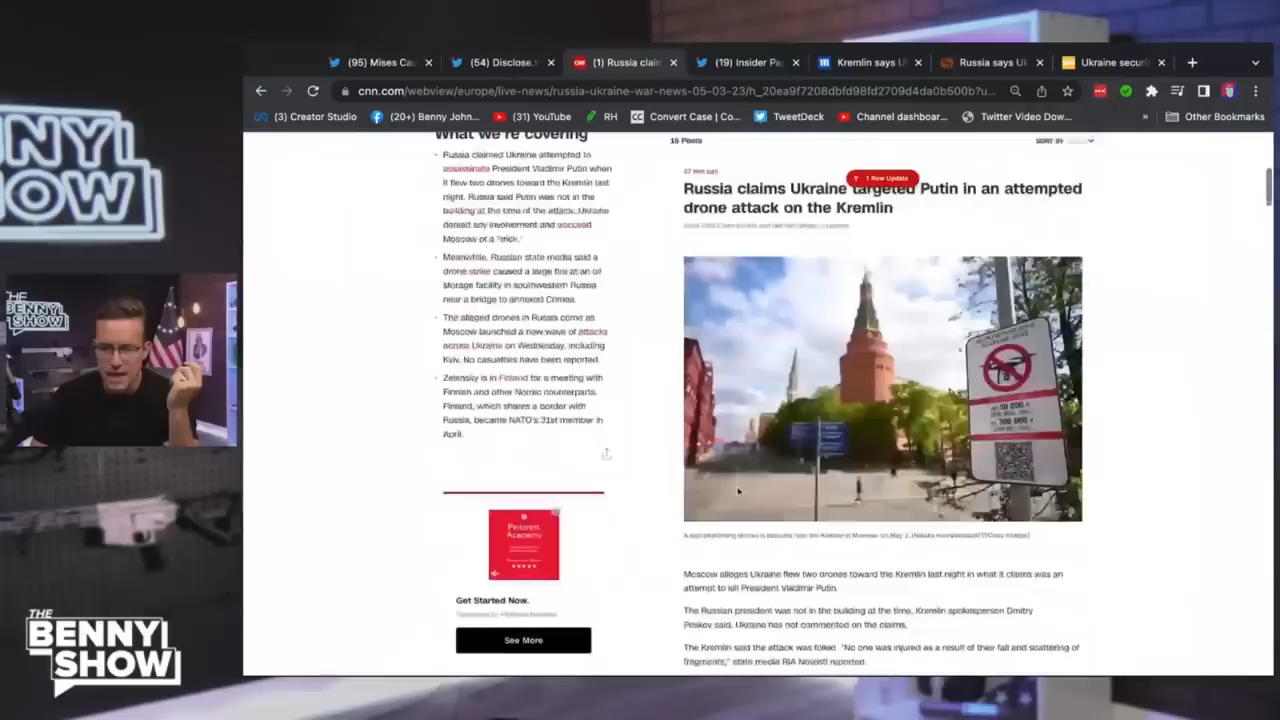 (95) Mises Cau
(54) Disclose.t
(1) Russia clain
(19) Insider Pa
Kremlin says U
Russia says Uk
Ukraine securi
cnn.com/webview/europe/live-news/russia-ukraine-war-news-05-03-23/h_20ea9f7208dbfd98fd2709d4da0b500b?u...
(3) Creator Studio
(20+) Benny John...
(31) YouTube
RH
Convert Case | Co...
TweetDeck
Channel dashboar...
Twitter Video Dow...
»
Other Bookmarks
NNY
OW
THE
BENNY
SHOW
What we're covering
• Russia claimed Ukraine attempted to
assassinate President Vladimir Putin when
it flew two drones toward the Kremlin last
night. Russia said Putin was not in the
building at the time of the attack. Ukraine
denied any involvement and accused
Moscow of a "trick."
• Meanwhile, Russian state media said a
drone strike caused a large fire at an oil
storage facility in southwestern Russia
near a bridge to annexed Crimea.
• The alleged drones in Russia come as
Moscow launched a new wave of attacks
across Ukraine on Wednesday, including
Kyiv. No casualties have been reported.
• Zelensky is in Finland for a meeting with
Finnish and other Nordic counterparts.
Finland, which shares a border with
Russia, became NATO's 31st member in
April.
Pinterest
Academy
Get Started Now.
See More
15 Posts
SORT BY
1 New Update
Russia claims Ukraine targeted Putin in an attempted
drone attack on the Kremlin
Moscow alleges Ukraine flew two drones toward the Kremlin last night in what it claims was an
attempt to kill President Vladimir Putin.
The Russian president was not in the building at the time, Kremlin spokesperson Dmitry
Peskov said. Ukraine has not commented on the claims.
The Kremlin said the attack was foiled. "No one was injured as a result of their fall and scattering of
fragments," state media RIA Novosti reported.
THE
BENNY
SHOW